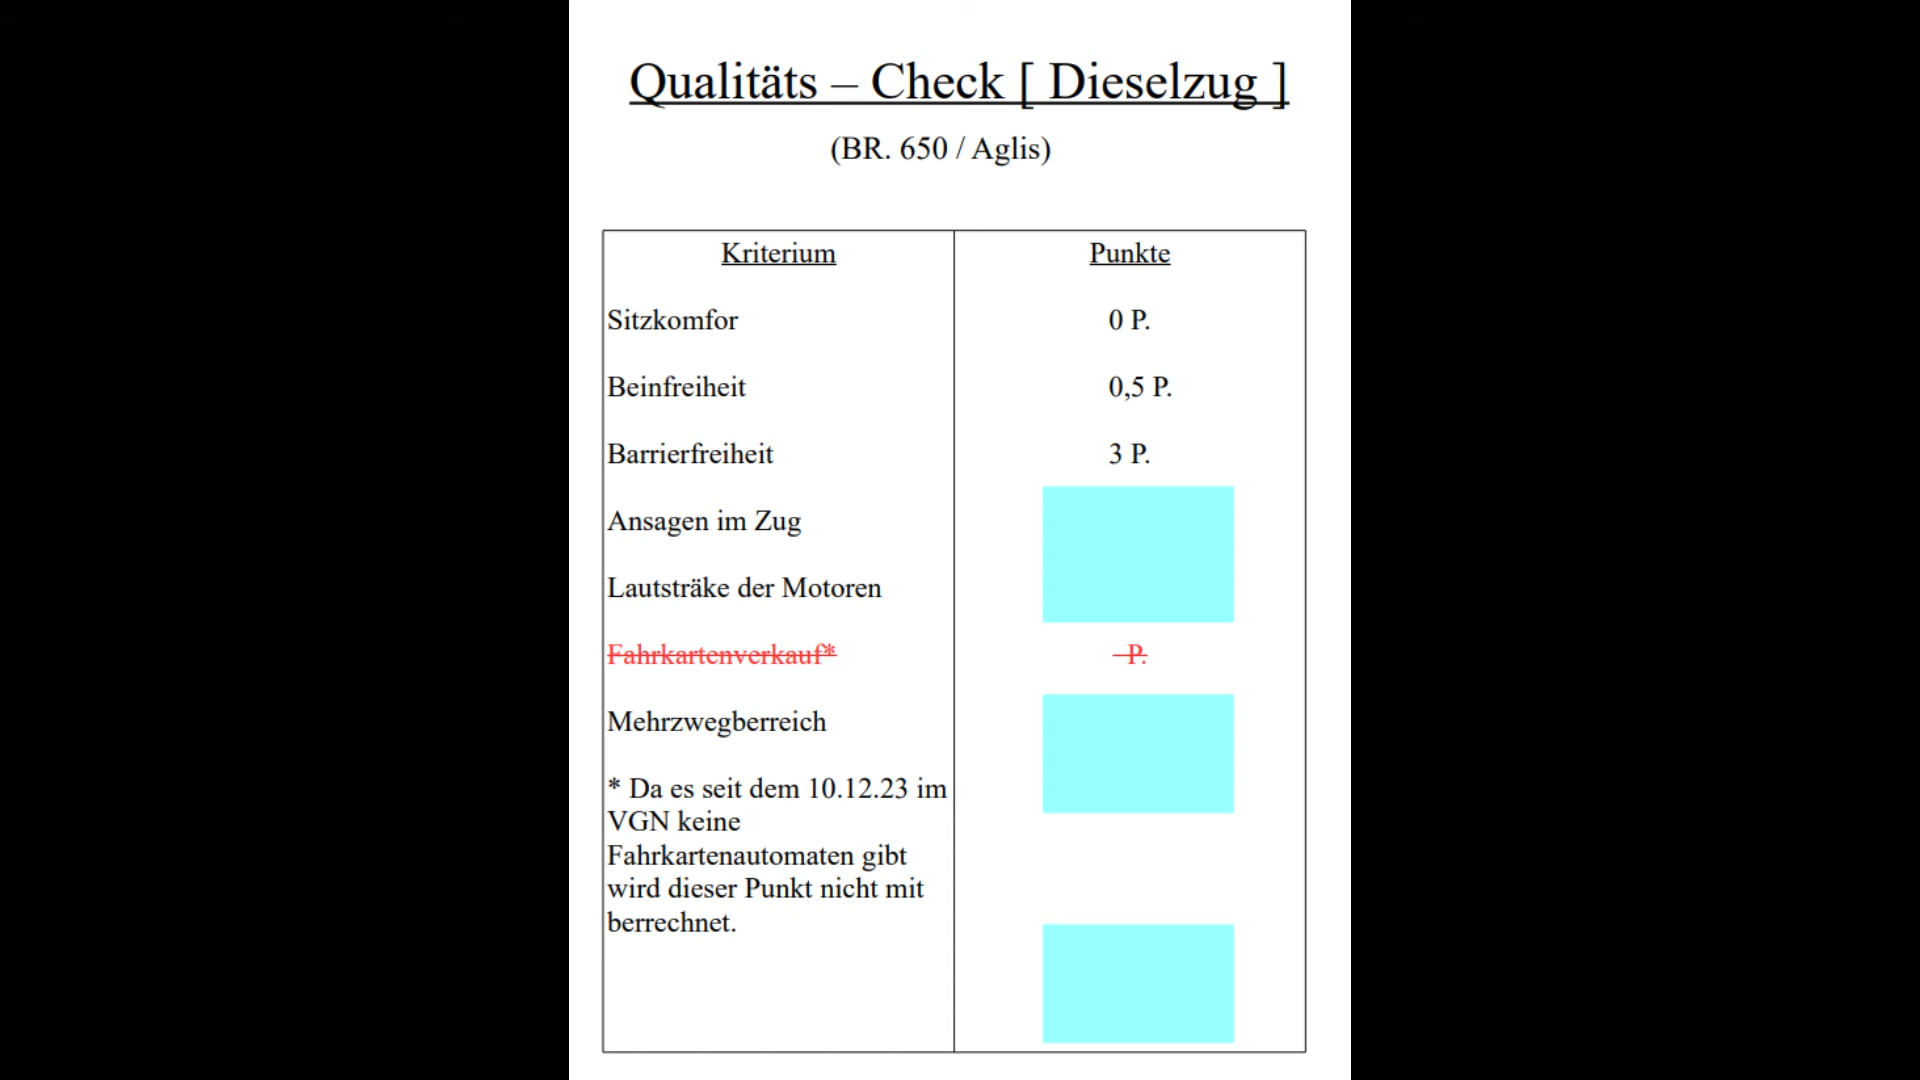 Qualitäts – Check [ Dieselzug ]
(BR. 650 / Aglis)
Kriterium Punkte
Sitzkomfor 0 P.
Beinfreiheit 0,5 P.
Barrierfreiheit 3 P.
Ansagen im Zug
Lautsträke der Motoren
Fahrkartenverkauf* P.
Mehrzwegberreich
* Da es seit dem 10.12.23 im
VGN keine
Fahrkartenautomaten gibt
wird dieser Punkt nicht mit
berrechnet.